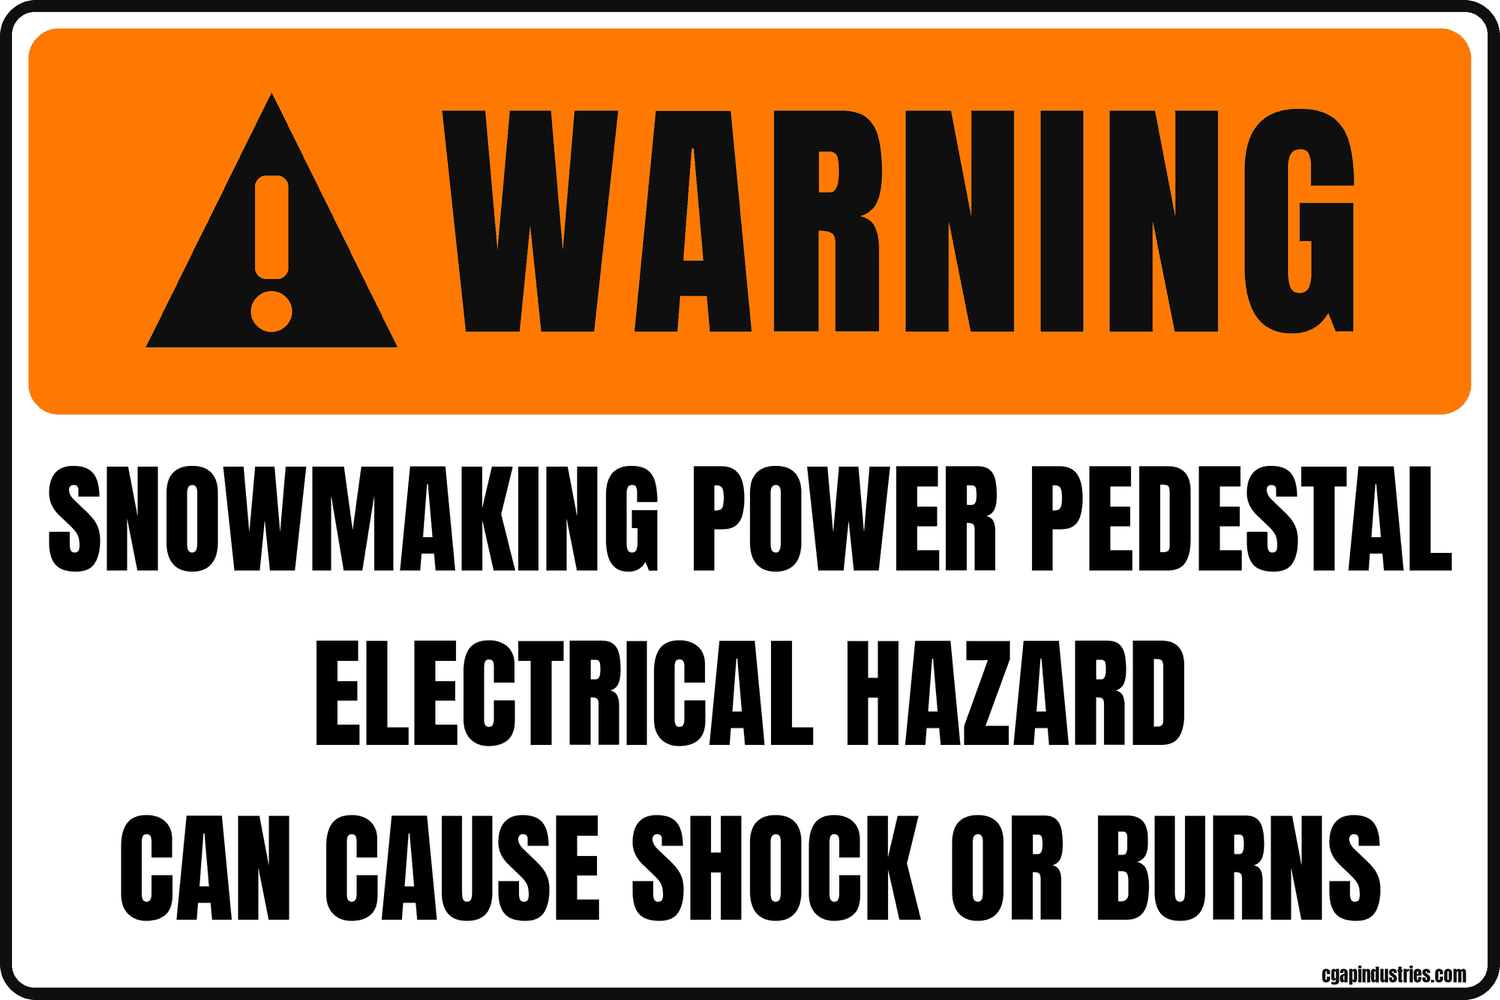 WARNING
SNOWMAKING POWER PEDESTAL
ELECTRICAL HAZARD
CAN CAUSE SHOCK OR BURNS
cgapindustries.com